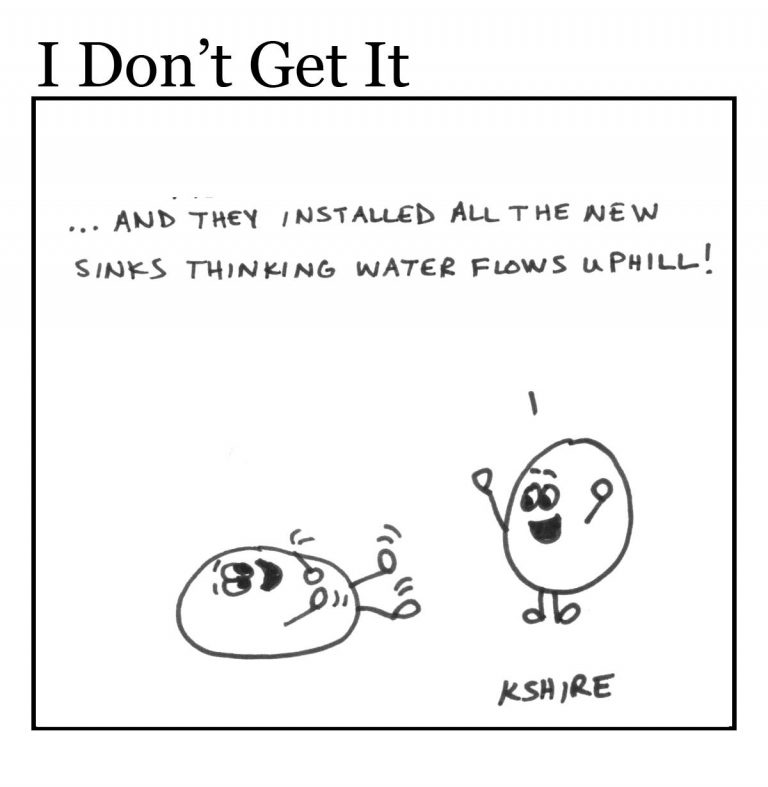 I Don’t Get It
... AND THEY INSTALLED ALL THE NEW
SINKS THINKING WATER FLOWS UPHILL!
KSHIRE